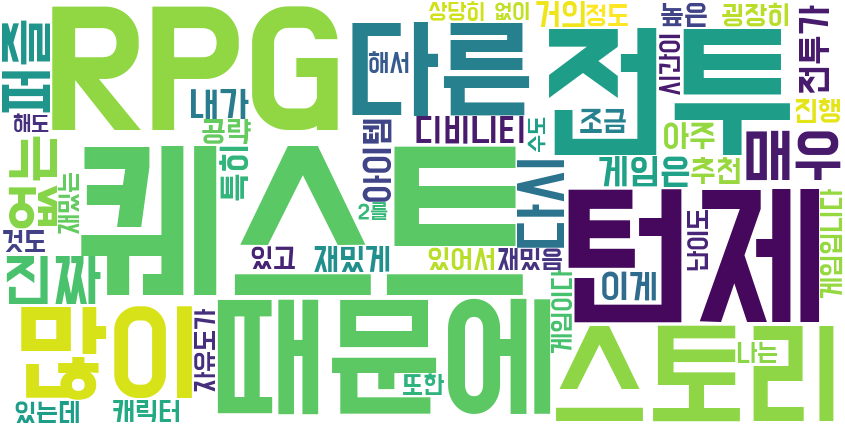 상당히 없이 거의 정도 높은 굉장히
퍼즐 RPG 다른 전투 시간이 전투가
해서
내가 진행
해도 공략 아이템 디비니티 수도 조금 아주 매우
없는 재밌는 특히 퀘스트 다시 게임은 추천
2를
것도 턴제 난이도 게임입니다
진짜 있고 재밌게 있어서 재밌음 이게
많이 자유도가 때문에 게임이다 스토리 나는
또한
있는데 캐릭터